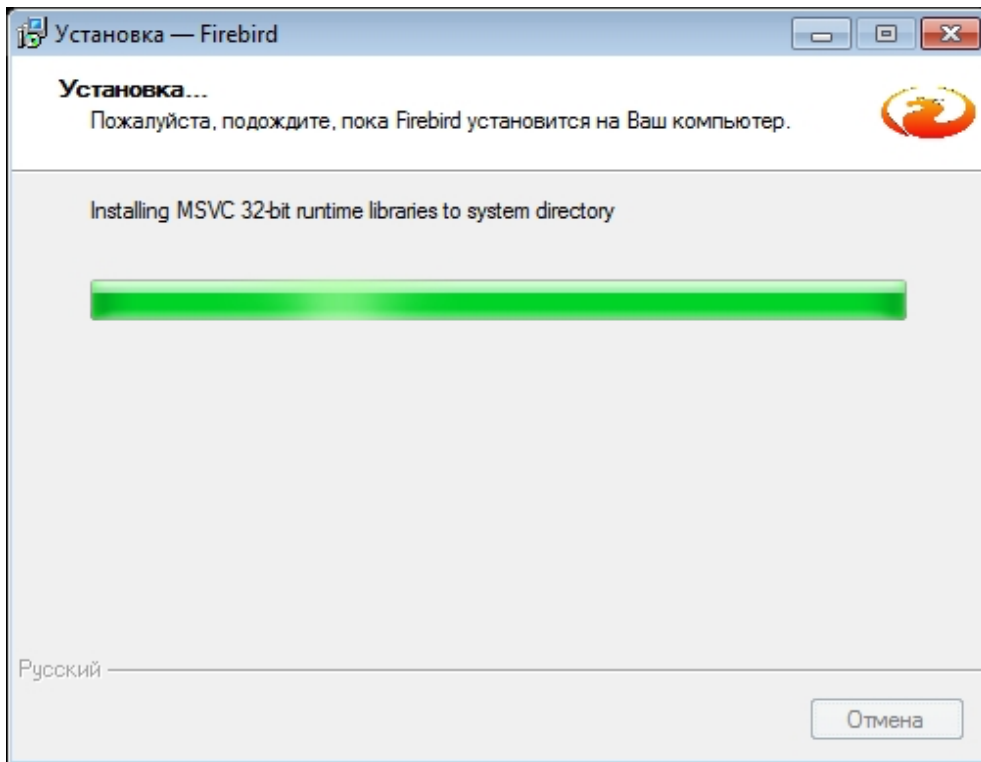 Установка — Firebird
Установка...
Пожалуйста, подождите, пока Firebird установится на Ваш компьютер.
Installing MSVC 32-bit runtime libraries to system directory
Русский
Отмена